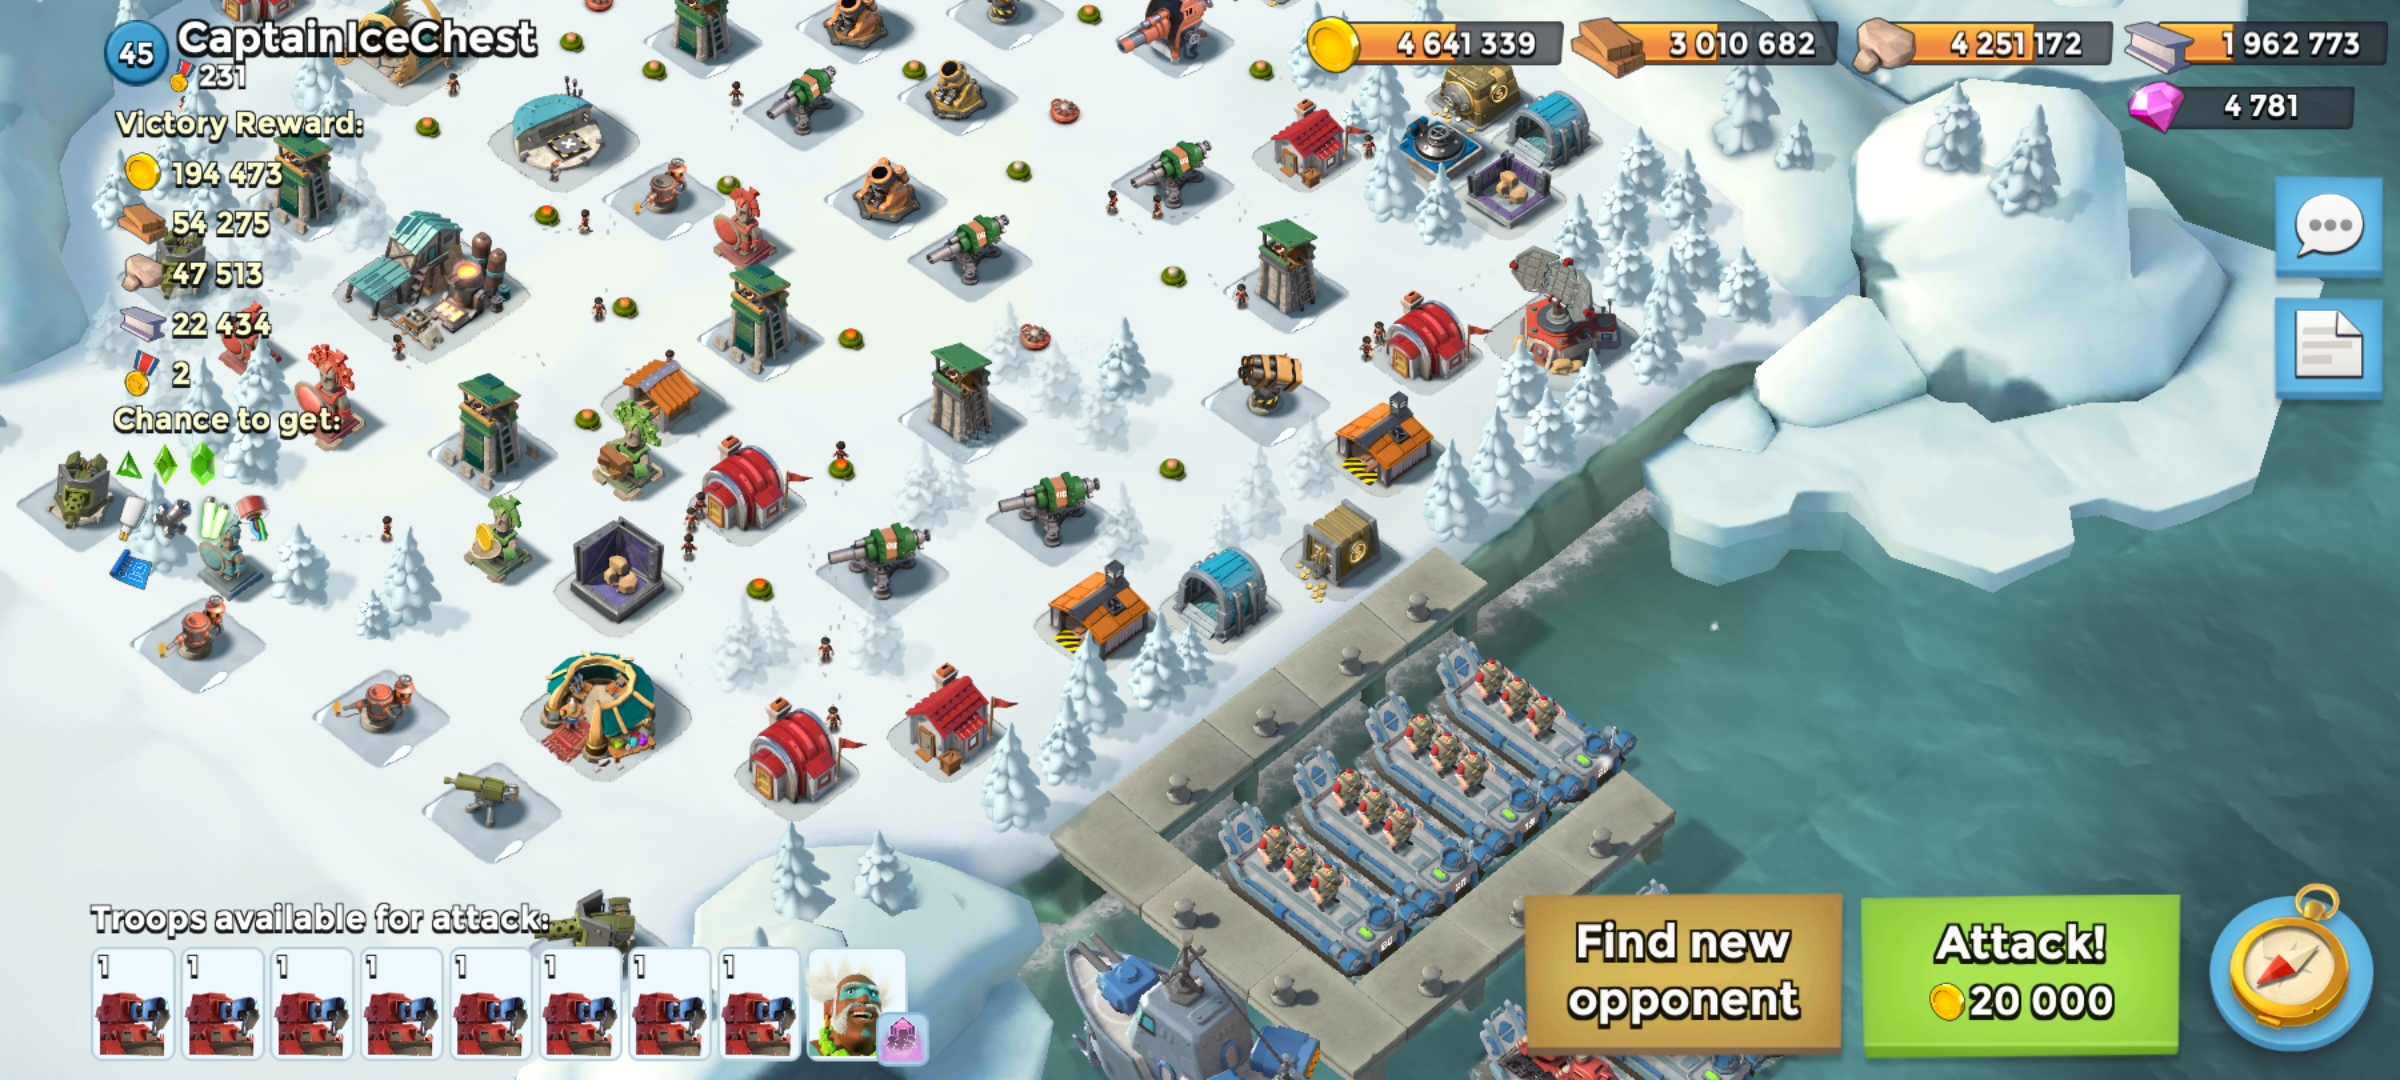 45
CaptainIceChest
231
Victory Reward:
194 473
54 275
47 513
22 434
2
Chance to get:
4 641 339
3 010 682
4 251 172
1 962 773
4 781
Troops available for attack:
1 1 1 1 1 1 1 1
Find new
opponent
Attack!
20 000